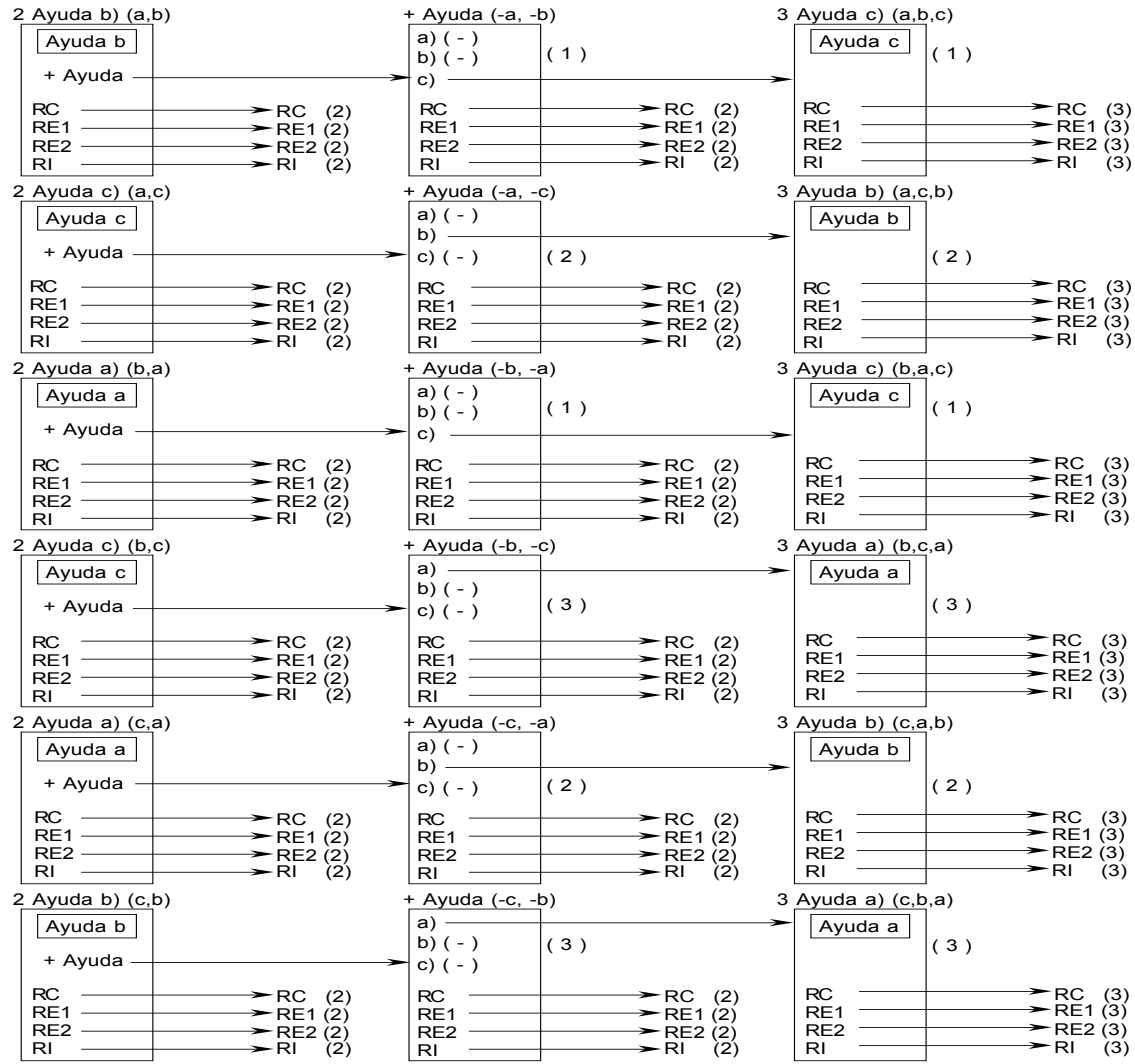 2 Ayuda b) (a,b) + Ayuda (-a, -b) 3 Ayuda c) (a,b,c)
Ayuda b a) ( - ) Ayuda c
b) ( - ) ( 1 ) ( 1 )
+ Ayuda c)
RC RC (2) RC RC (2) RC RC (3)
RE1 RE1 (2) RE1 RE1 (2) RE1 RE1 (3)
RE2 RE2 (2) RE2 RE2 (2) RE2 RE2 (3)
RI RI (2) RI RI (2) RI RI (3)
2 Ayuda c) (a,c) + Ayuda (-a, -c) 3 Ayuda b) (a,c,b)
Ayuda c a) ( - ) Ayuda b
b)
+ Ayuda c) ( - ) ( 2 ) ( 2 )
RC RC (2) RC RC (2) RC RC (3)
RE1 RE1 (2) RE1 RE1 (2) RE1 RE1 (3)
RE2 RE2 (2) RE2 RE2 (2) RE2 RE2 (3)
RI RI (2) RI RI (2) RI RI (3)
2 Ayuda a) (b,a) + Ayuda (-b, -a) 3 Ayuda c) (b,a,c)
Ayuda a a) ( - ) Ayuda c
b) ( - ) ( 1 ) ( 1 )
+ Ayuda c)
RC RC (2) RC RC (2) RC RC (3)
RE1 RE1 (2) RE1 RE1 (2) RE1 RE1 (3)
RE2 RE2 (2) RE2 RE2 (2) RE2 RE2 (3)
RI RI (2) RI RI (2) RI RI (3)
2 Ayuda c) (b,c) + Ayuda (-b, -c) 3 Ayuda a) (b,c,a)
Ayuda c a) Ayuda a
b) ( - )
+ Ayuda c) ( - ) ( 3 ) ( 3 )
RC RC (2) RC RC (2) RC RC (3)
RE1 RE1 (2) RE1 RE1 (2) RE1 RE1 (3)
RE2 RE2 (2) RE2 RE2 (2) RE2 RE2 (3)
RI RI (2) RI RI (2) RI RI (3)
2 Ayuda a) (c,a) + Ayuda (-c, -a) 3 Ayuda b) (c,a,b)
Ayuda a a) ( - ) Ayuda b
b)
+ Ayuda c) ( - ) ( 2 ) ( 2 )
RC RC (2) RC RC (2) RC RC (3)
RE1 RE1 (2) RE1 RE1 (2) RE1 RE1 (3)
RE2 RE2 (2) RE2 RE2 (2) RE2 RE2 (3)
RI RI (2) RI RI (2) RI RI (3)
2 Ayuda b) (c,b) + Ayuda (-c, -b) 3 Ayuda a) (c,b,a)
Ayuda b a) Ayuda a
b) ( - ) ( 3 ) ( 3 )
+ Ayuda c) ( - )
RC RC (2) RC RC (2) RC RC (3)
RE1 RE1 (2) RE1 RE1 (2) RE1 RE1 (3)
RE2 RE2 (2) RE2 RE2 (2) RE2 RE2 (3)
RI RI (2) RI RI (2) RI RI (3)